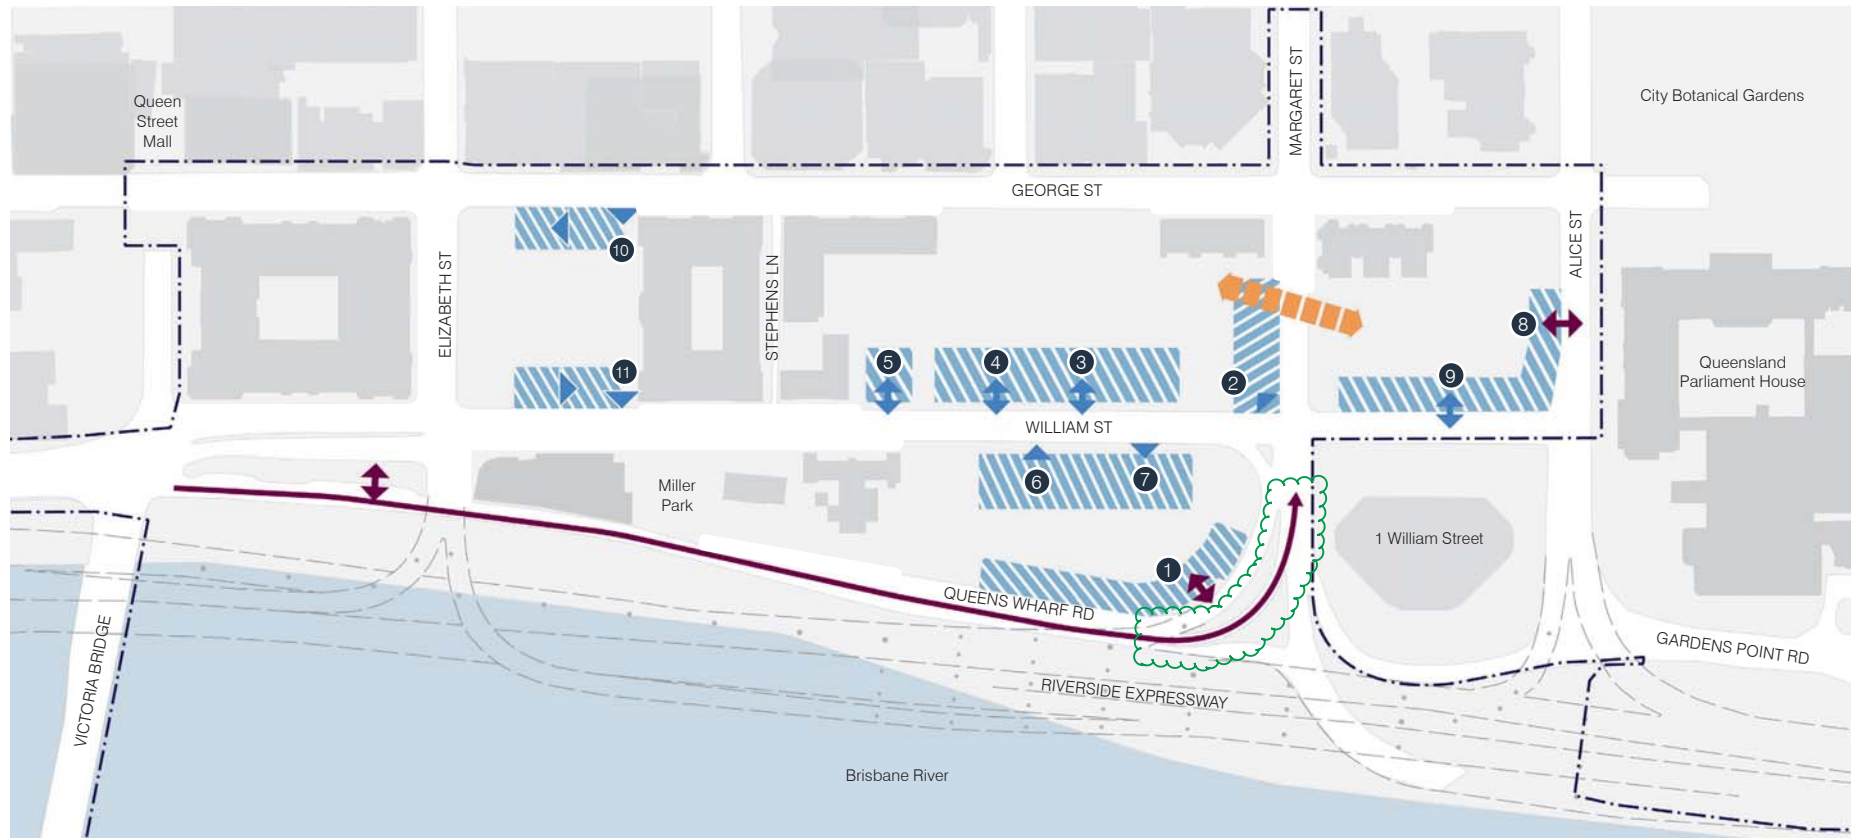 Queen
Street
Mall
MARGARET ST
City Botanical Gardens
GEORGE ST
ELIZABETH ST
STEPHENS LN
ALICE ST
10
11
5
4
3
2
8
9
Queensland
Parliament House
WILLIAM ST
Miller
Park
6
7
1 William Street
1
QUEENS WHARF RD
VICTORIA BRIDGE
RIVERSIDE EXPRESSWAY
GARDENS POINT RD
Brisbane River